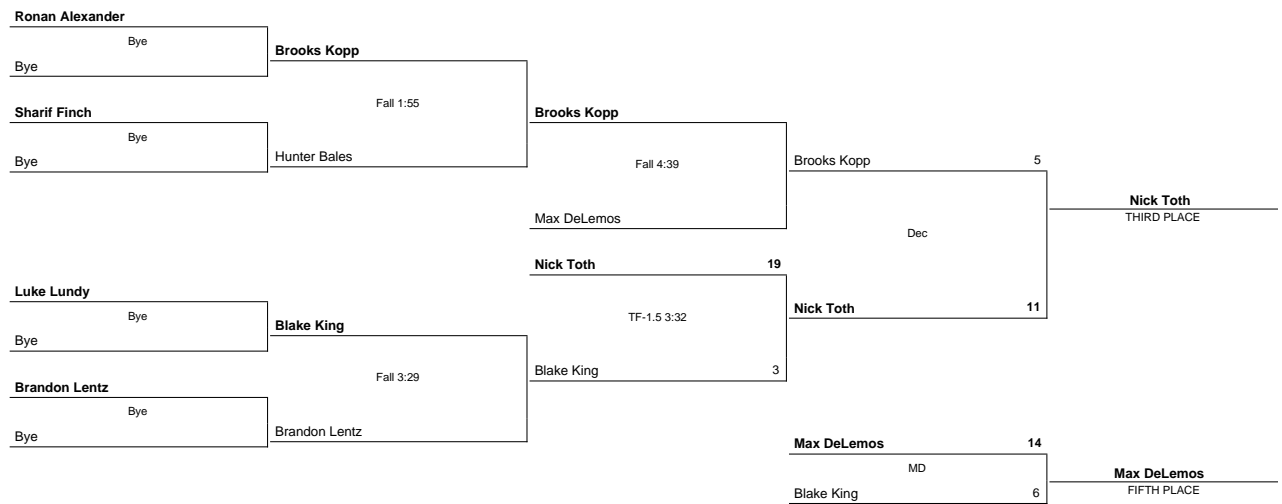 Ronan Alexander
Bye
Bye
Brooks Kopp
Fall 1:55
Sharif Finch
Bye
Bye
Hunter Bales
Brooks Kopp
Fall 4:39
Max DeLemos
Brooks Kopp 5
Dec
Nick Toth
THIRD PLACE
Nick Toth 19
TF-1.5 3:32
Blake King 3
Nick Toth 11
Luke Lundy
Bye
Bye
Blake King
Fall 3:29
Brandon Lentz
Bye
Bye
Brandon Lentz
Max DeLemos 14
MD
Blake King 6
Max DeLemos
FIFTH PLACE